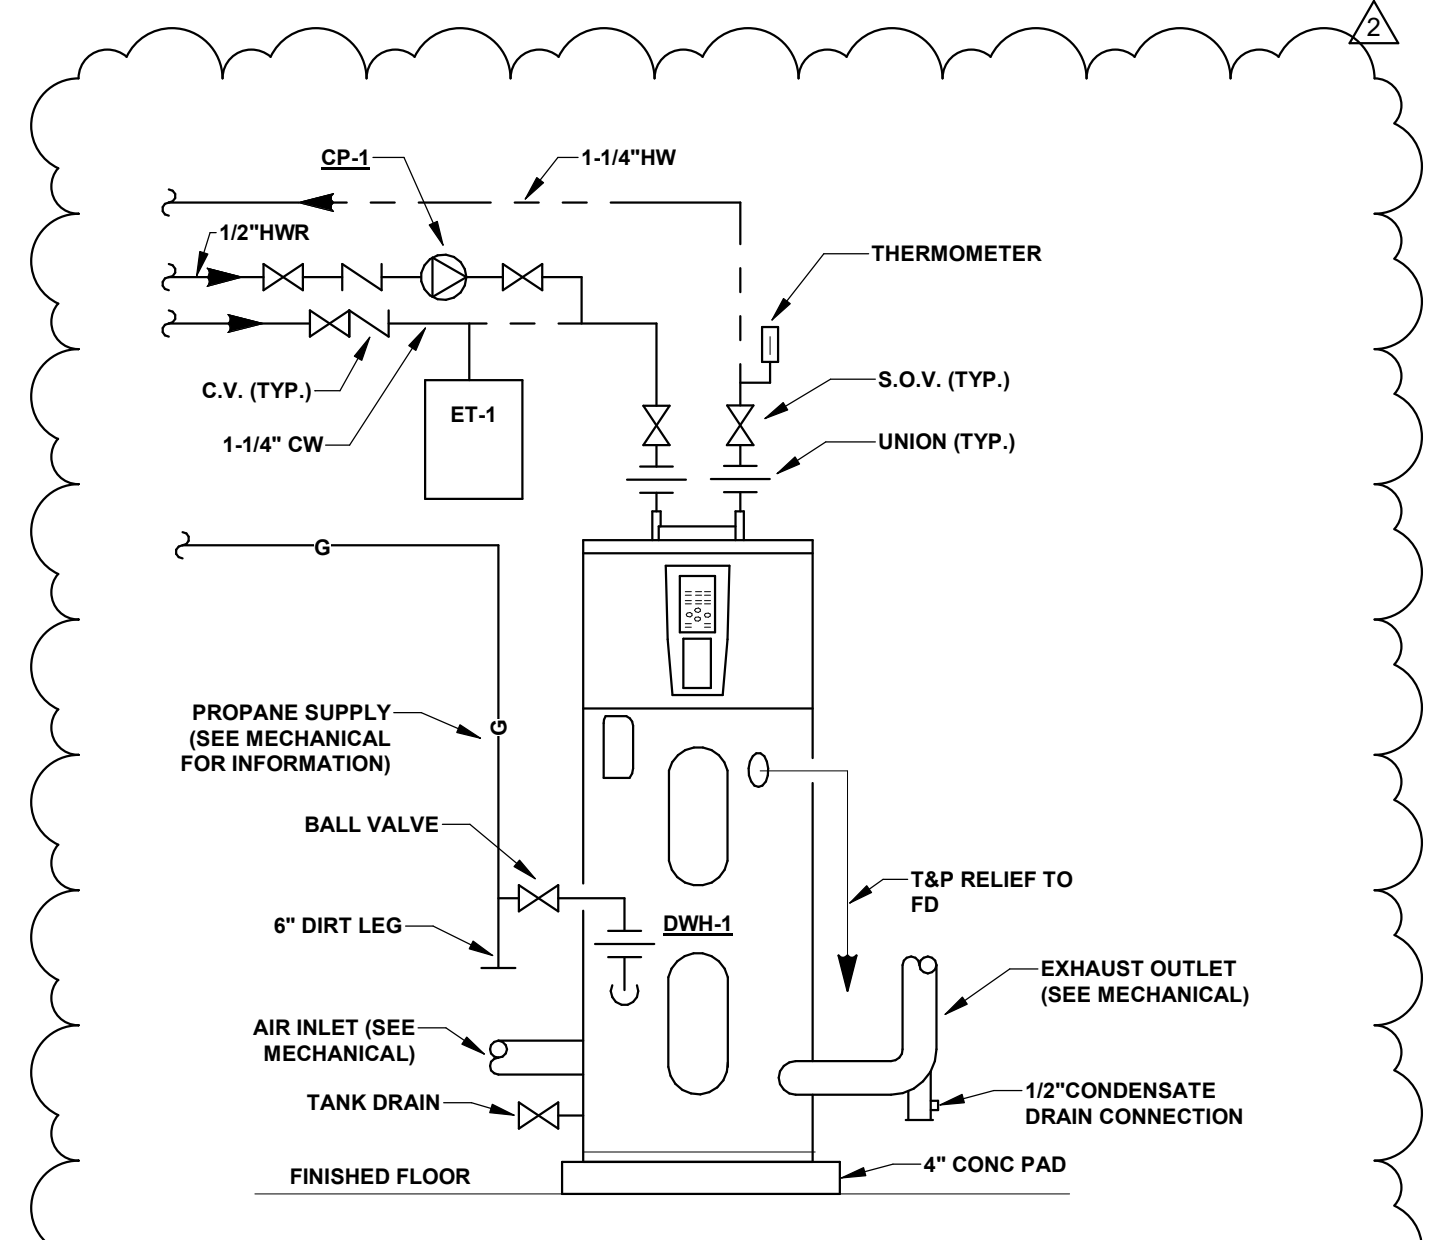 2
CP-1
1-1/4"HW
1/2"HWR
THERMOMETER
C.V. (TYP.)
S.O.V. (TYP.)
ET-1
1-1/4" CW
UNION (TYP.)
G
PROPANE SUPPLY
(SEE MECHANICAL
FOR INFORMATION)
G
BALL VALVE
T&P RELIEF TO
FD
6" DIRT LEG
DWH-1
EXHAUST OUTLET
(SEE MECHANICAL)
AIR INLET (SEE
MECHANICAL)
TANK DRAIN
1/2"CONDENSATE
DRAIN CONNECTION
4" CONC PAD
FINISHED FLOOR